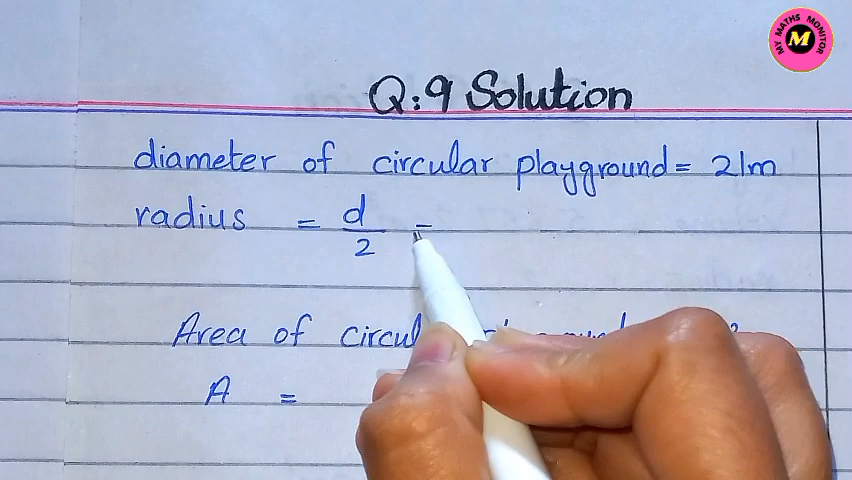 MY MATHS MONITOR
M
Q:9 Solution
diameter of circular playground = 21m
radius = d/2 =
Area of
A =